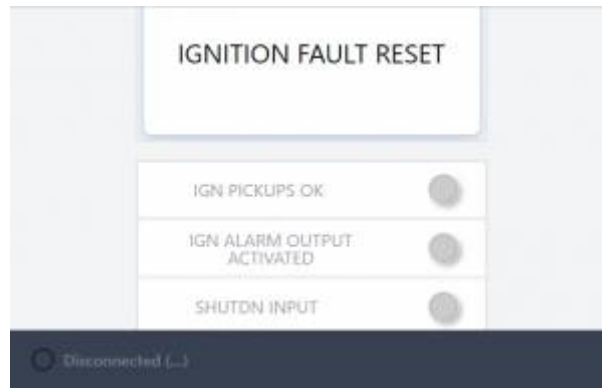 IGNITION FAULT RESET
IGN PICKUPS OK
IGN ALARM OUTPUT
ACTIVATED
SHUTDN INPUT
Disconnected (...)